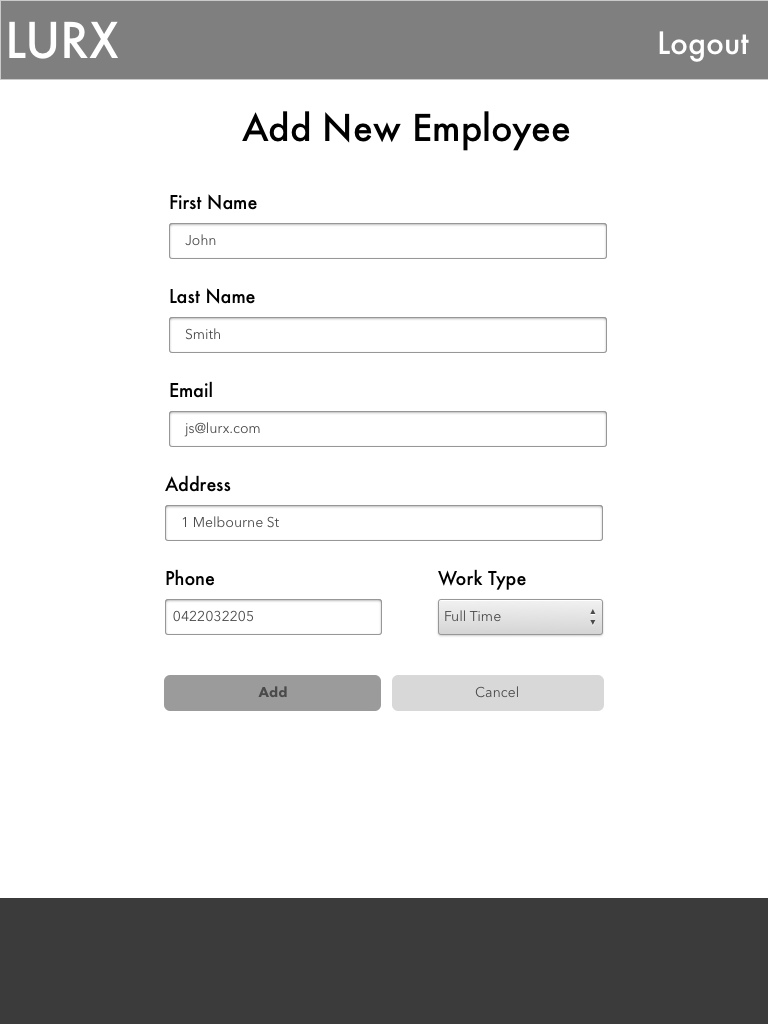 LURX
Logout
Add New Employee
First Name
John
Last Name
Smith
Email
js@lurx.com
Address
1 Melbourne St
Phone
Work Type
0422032205
Full Time
Add
Cancel